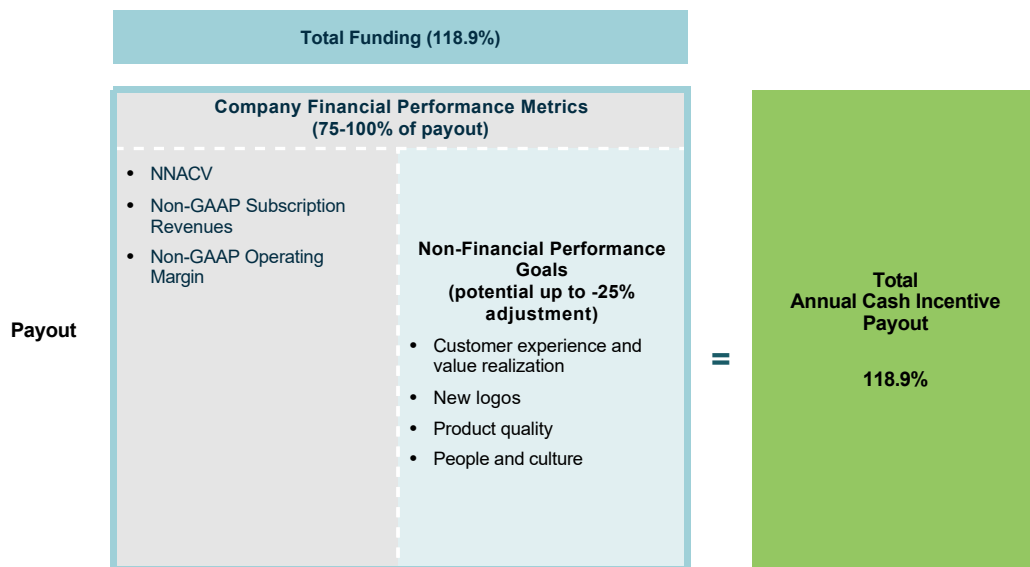 Total Funding (118.9%)
Company Financial Performance Metrics
(75-100% of payout)
• NNACV
• Non-GAAP Subscription
Revenues
• Non-GAAP Operating
Margin
Non-Financial Performance
Goals
(potential up to -25%
adjustment)
• Customer experience and
value realization
• New logos
• Product quality
• People and culture
Payout
=
Total
Annual Cash Incentive
Payout
118.9%